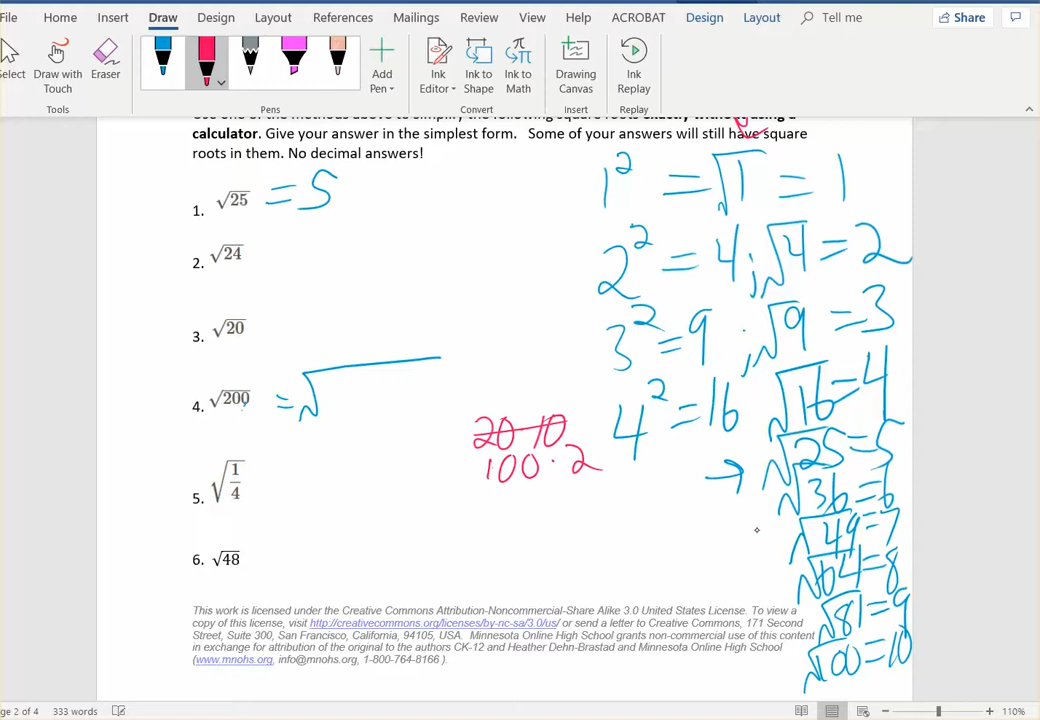 File Home Insert Draw Design Layout References Mailings Review View Help ACROBAT Design Layout Tell me Share
Select Draw with Touch Eraser Add Pen Ink Editor Ink to Shape Ink to Math Drawing Canvas Ink Replay
Tools Pens Convert Insert Replay
calculator. Give your answer in the simplest form. Some of your answers will still have square
roots in them. No decimal answers!
1. √25 = 5
2. √24
3. √20
4. √200 = √
5. √1/4
6. √48
20 10
100 · 2
1² = √1 = 1
2² = 4; √4 = 2
3² = 9; √9 = 3
4² = 16 √16 = 4
→ √25 = 5
√36 = 6
√49 = 7
√64 = 8
√81 = 9
√100 = 10
This work is licensed under the Creative Commons Attribution-Noncommercial-Share Alike 3.0 United States License. To view a
copy of this license, visit http://creativecommons.org/licenses/by-nc-sa/3.0/us/ or send a letter to Creative Commons, 171 Second
Street, Suite 300, San Francisco, California, 94105, USA. Minnesota Online High School grants non-commercial use of this content
in exchange for attribution of the original to the authors CK-12 and Heather Dehn-Brastad and Minnesota Online High School
(www.mnohs.org, info@mnohs.org, 1-800-764-8166 ).
age 2 of 4 333 words 110%